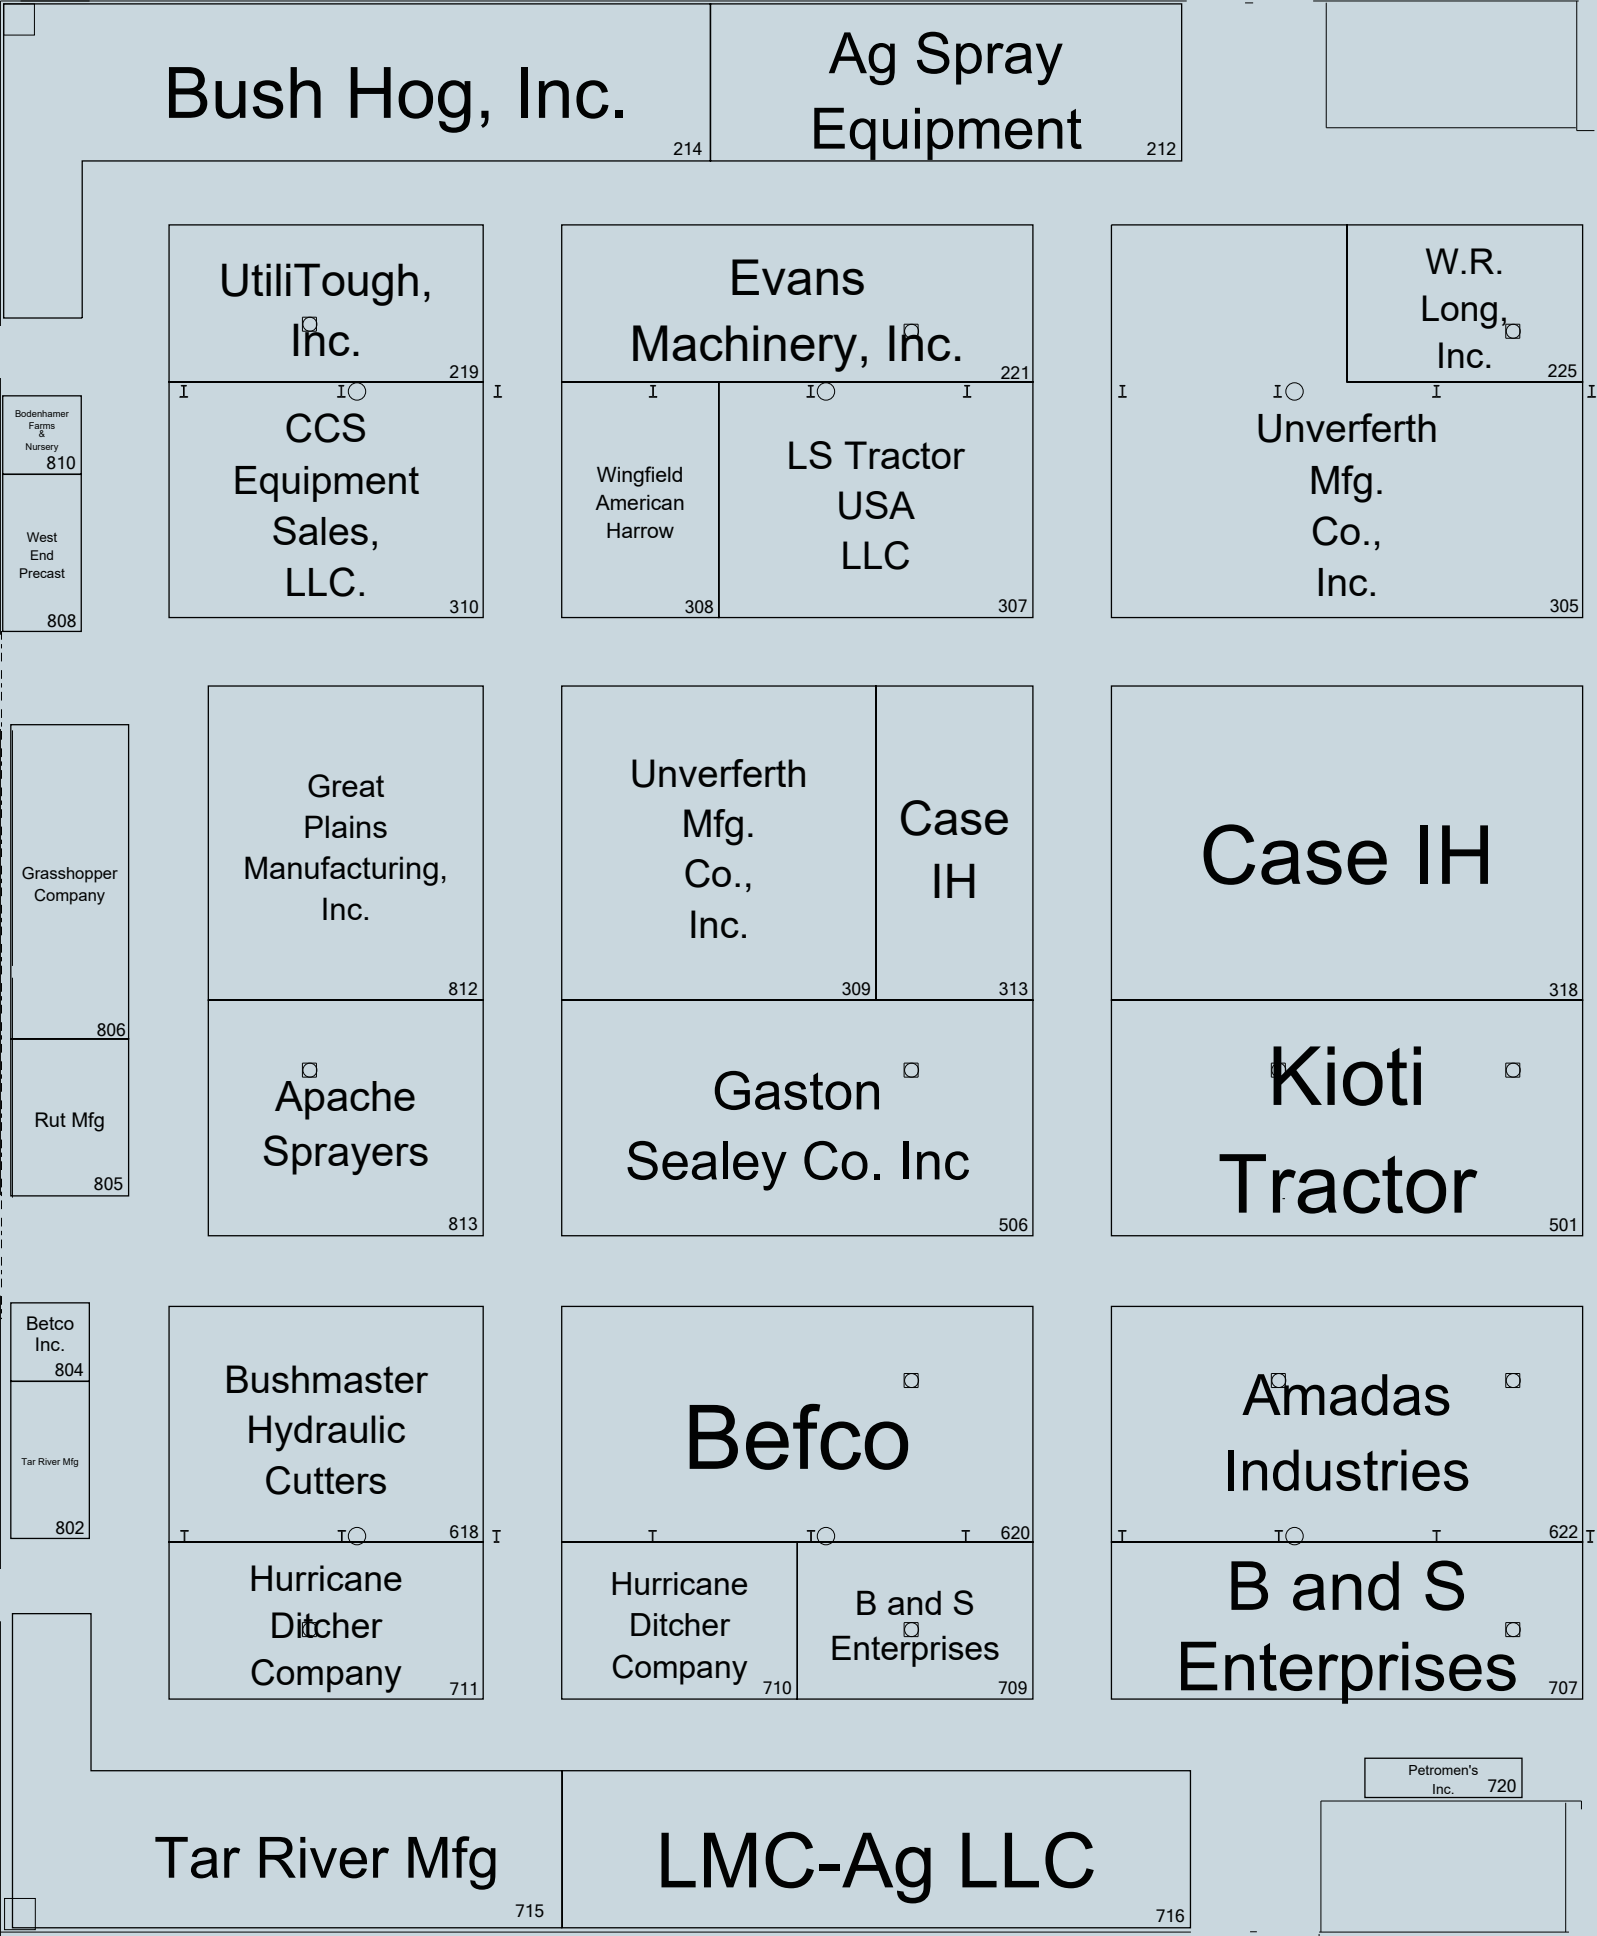 Bush Hog, Inc.
214
Ag Spray
Equipment
212
UtiliTough,
Inc.
219
Evans
Machinery, Inc.
221
W.R.
Long,
Inc.
225
Bodenhamer
Farms
&
Nursery
810
West
End
Precast
808
CCS
Equipment
Sales,
LLC.
310
Wingfield
American
Harrow
308
LS Tractor
USA
LLC
307
Unverferth
Mfg.
Co.,
Inc.
305
Grasshopper
Company
806
Rut Mfg
805
Great
Plains
Manufacturing,
Inc.
812
Unverferth
Mfg.
Co.,
Inc.
309
Case
IH
313
Case IH
318
Apache
Sprayers
813
Gaston
Sealey Co. Inc
506
Kioti
Tractor
501
Betco
Inc.
804
Tar River Mfg
802
Bushmaster
Hydraulic
Cutters
618
Befco
620
Amadas
Industries
622
Hurricane
Ditcher
Company
711
Hurricane
Ditcher
Company
710
B and S
Enterprises
709
B and S
Enterprises
707
Petromen's
Inc.
720
Tar River Mfg
715
LMC-Ag LLC
716